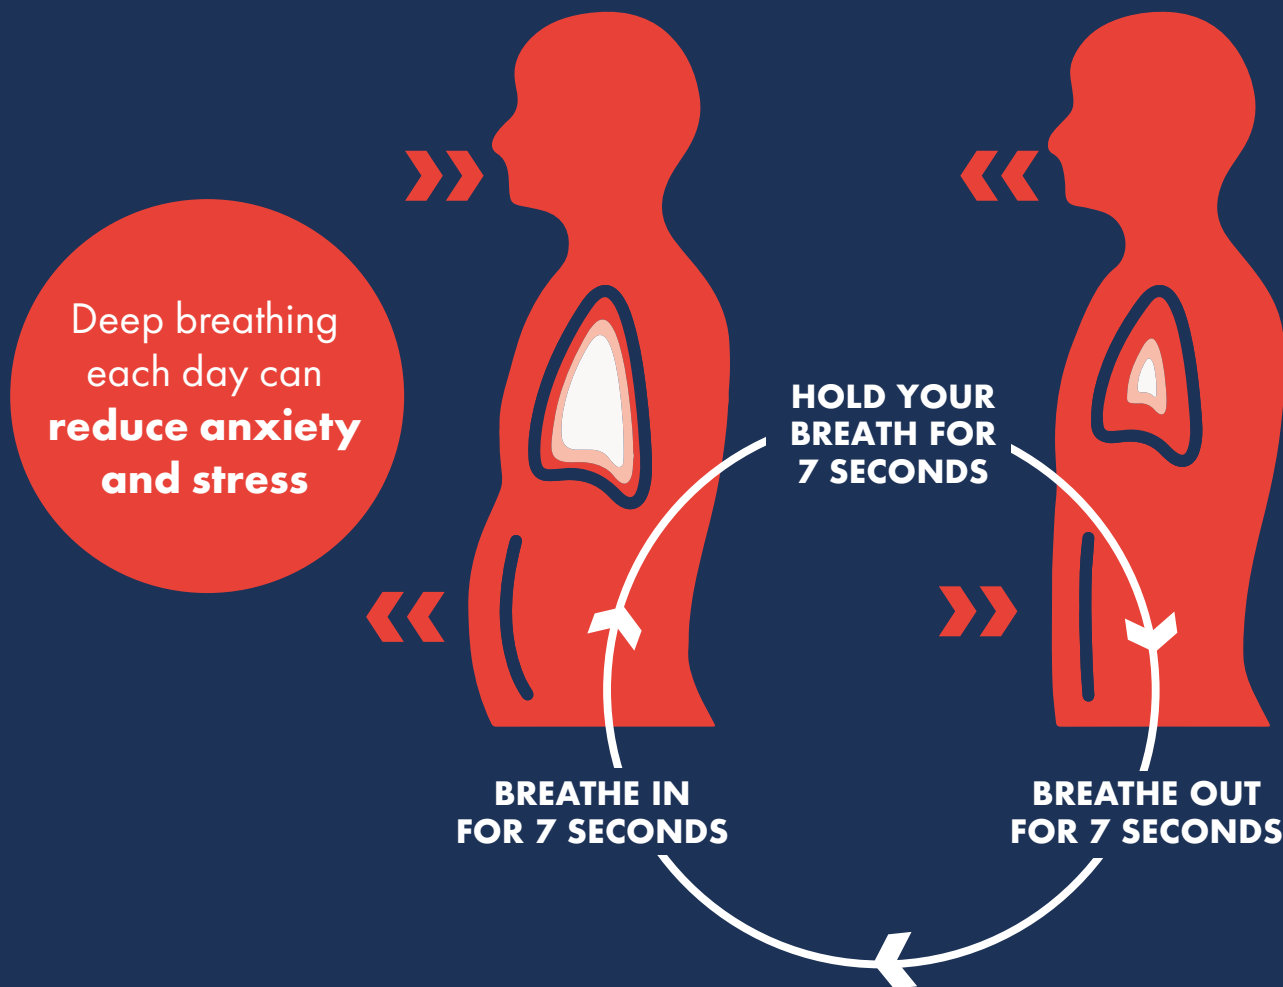 Deep breathing
each day can
reduce anxiety
and stress
HOLD YOUR
BREATH FOR
7 SECONDS
BREATHE IN
FOR 7 SECONDS
BREATHE OUT
FOR 7 SECONDS